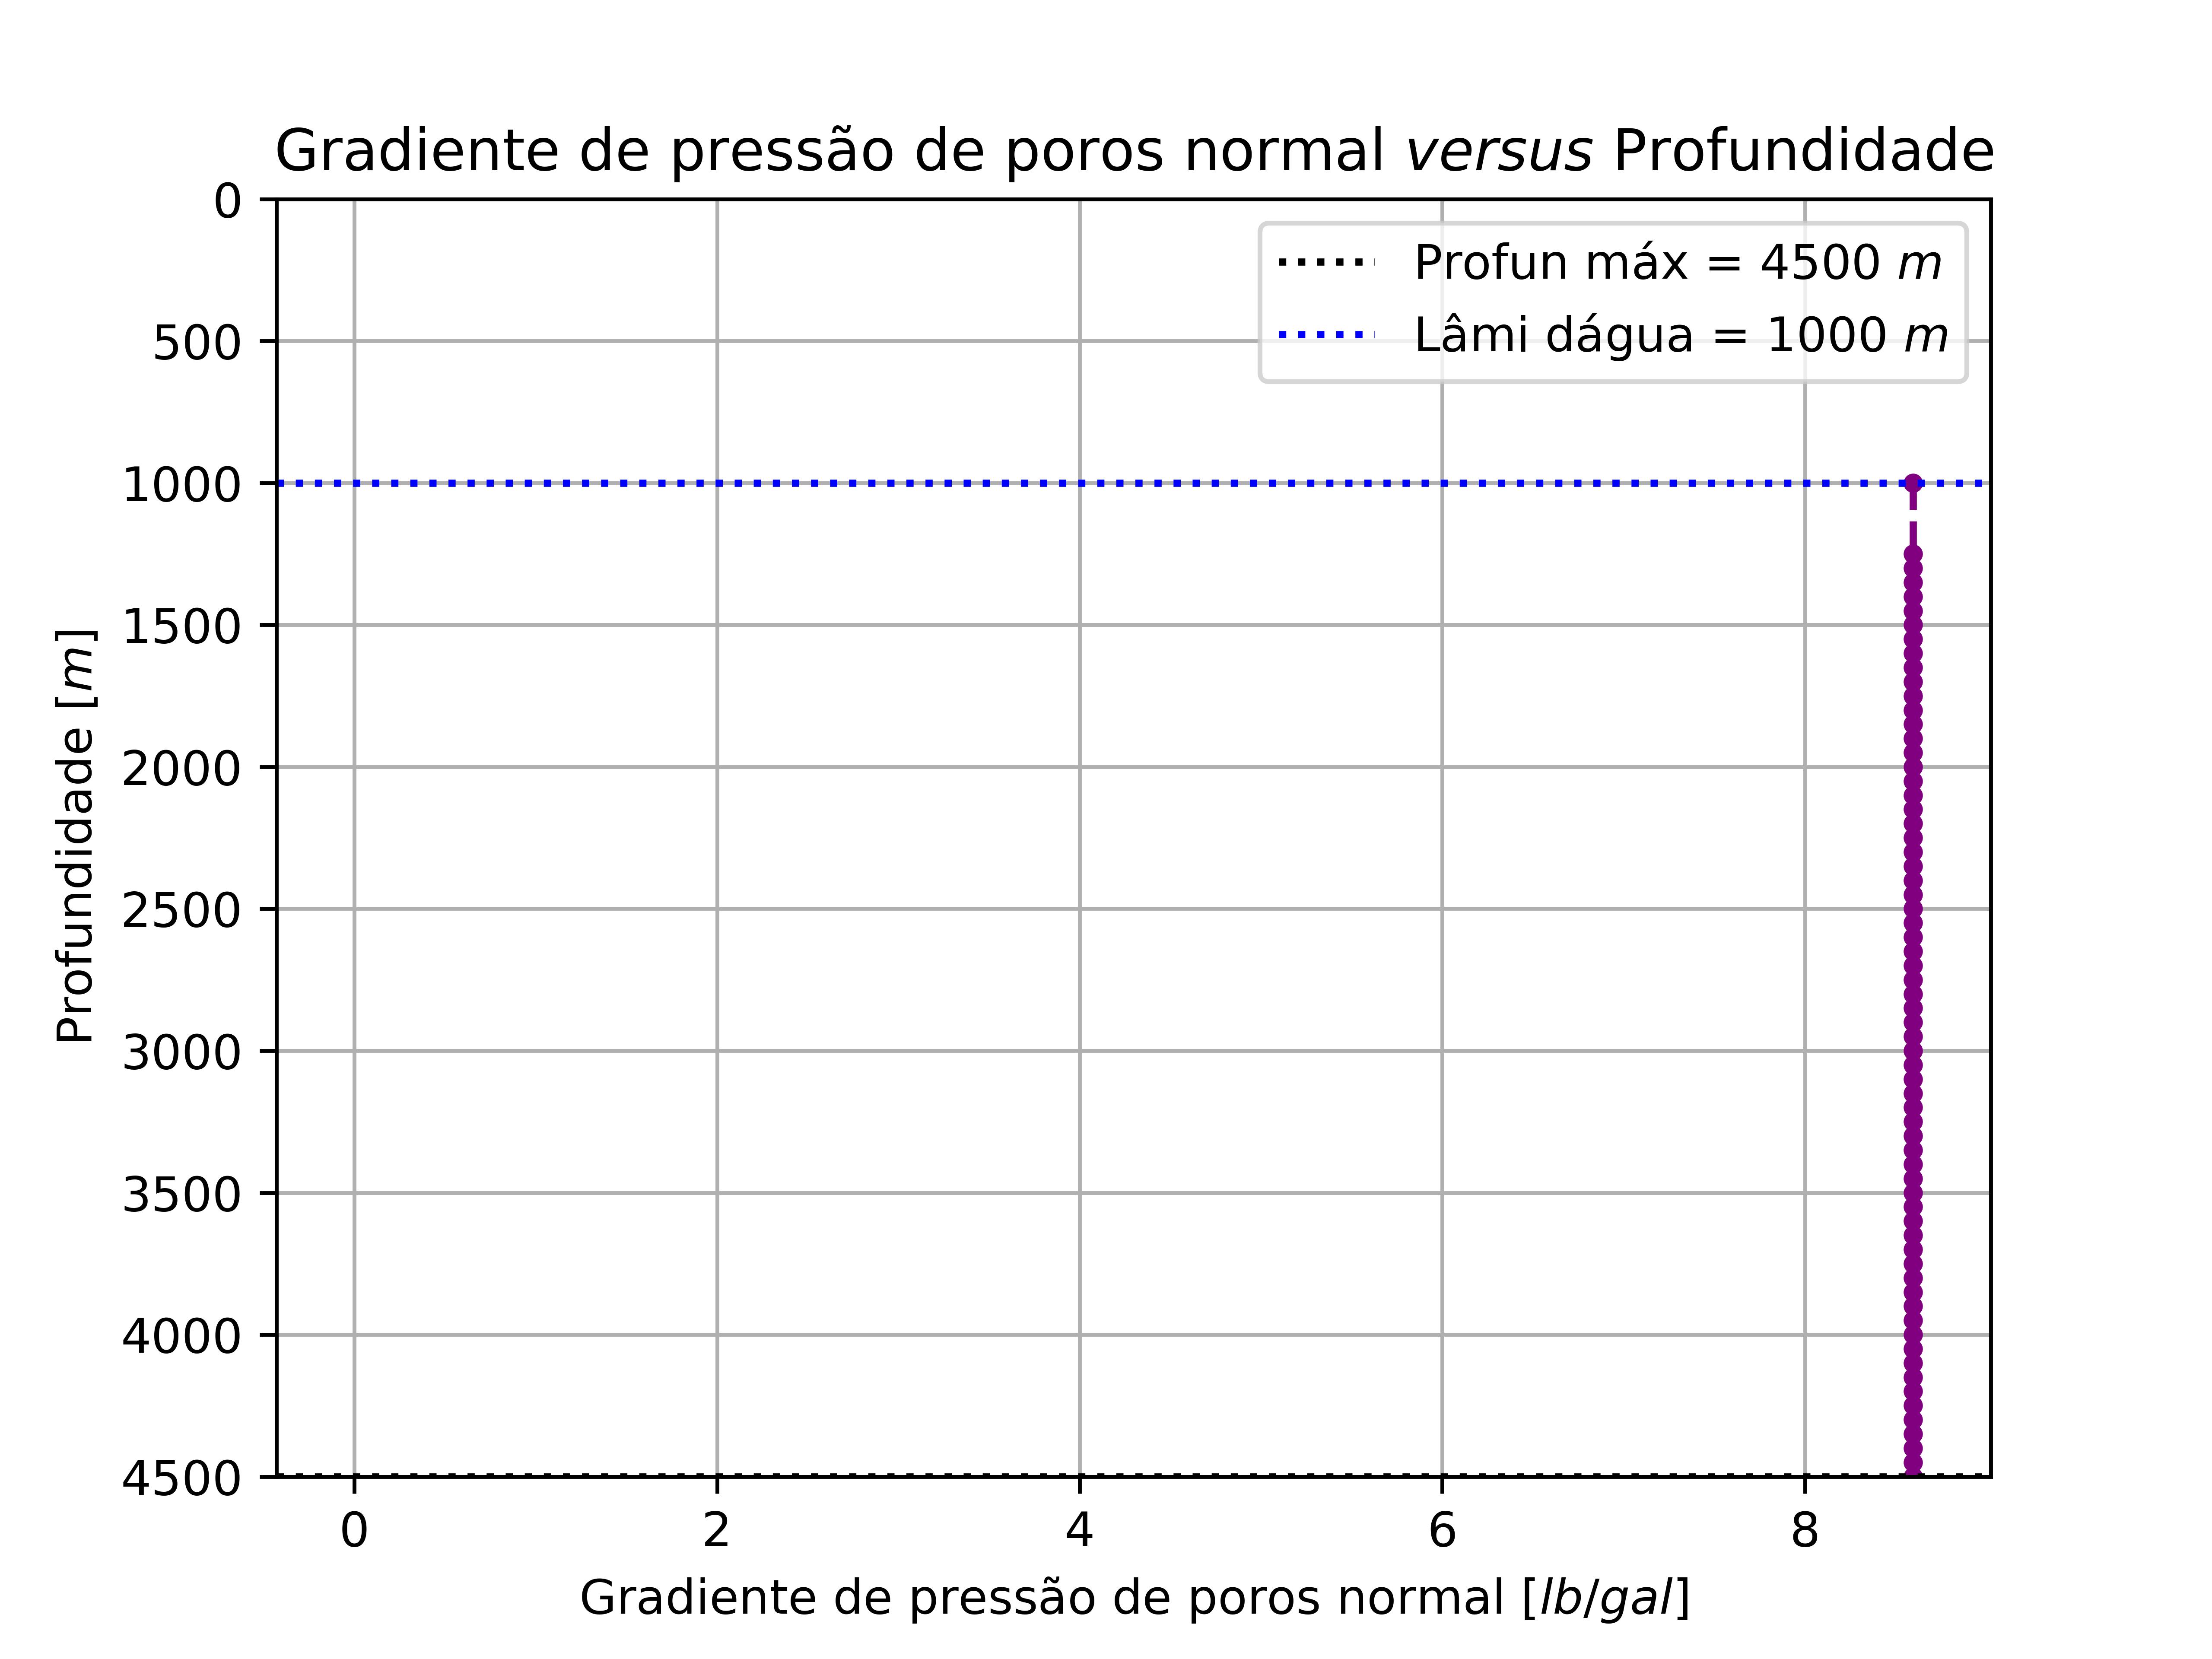 Gradiente de pressão de poros normal versus Profundidade
Profun máx = 4500 m
Lâmi dágua = 1000 m
0
500
1000
1500
2000
2500
3000
3500
4000
4500
Profundidade [m]
0 2 4 6 8
Gradiente de pressão de poros normal [lb/gal]